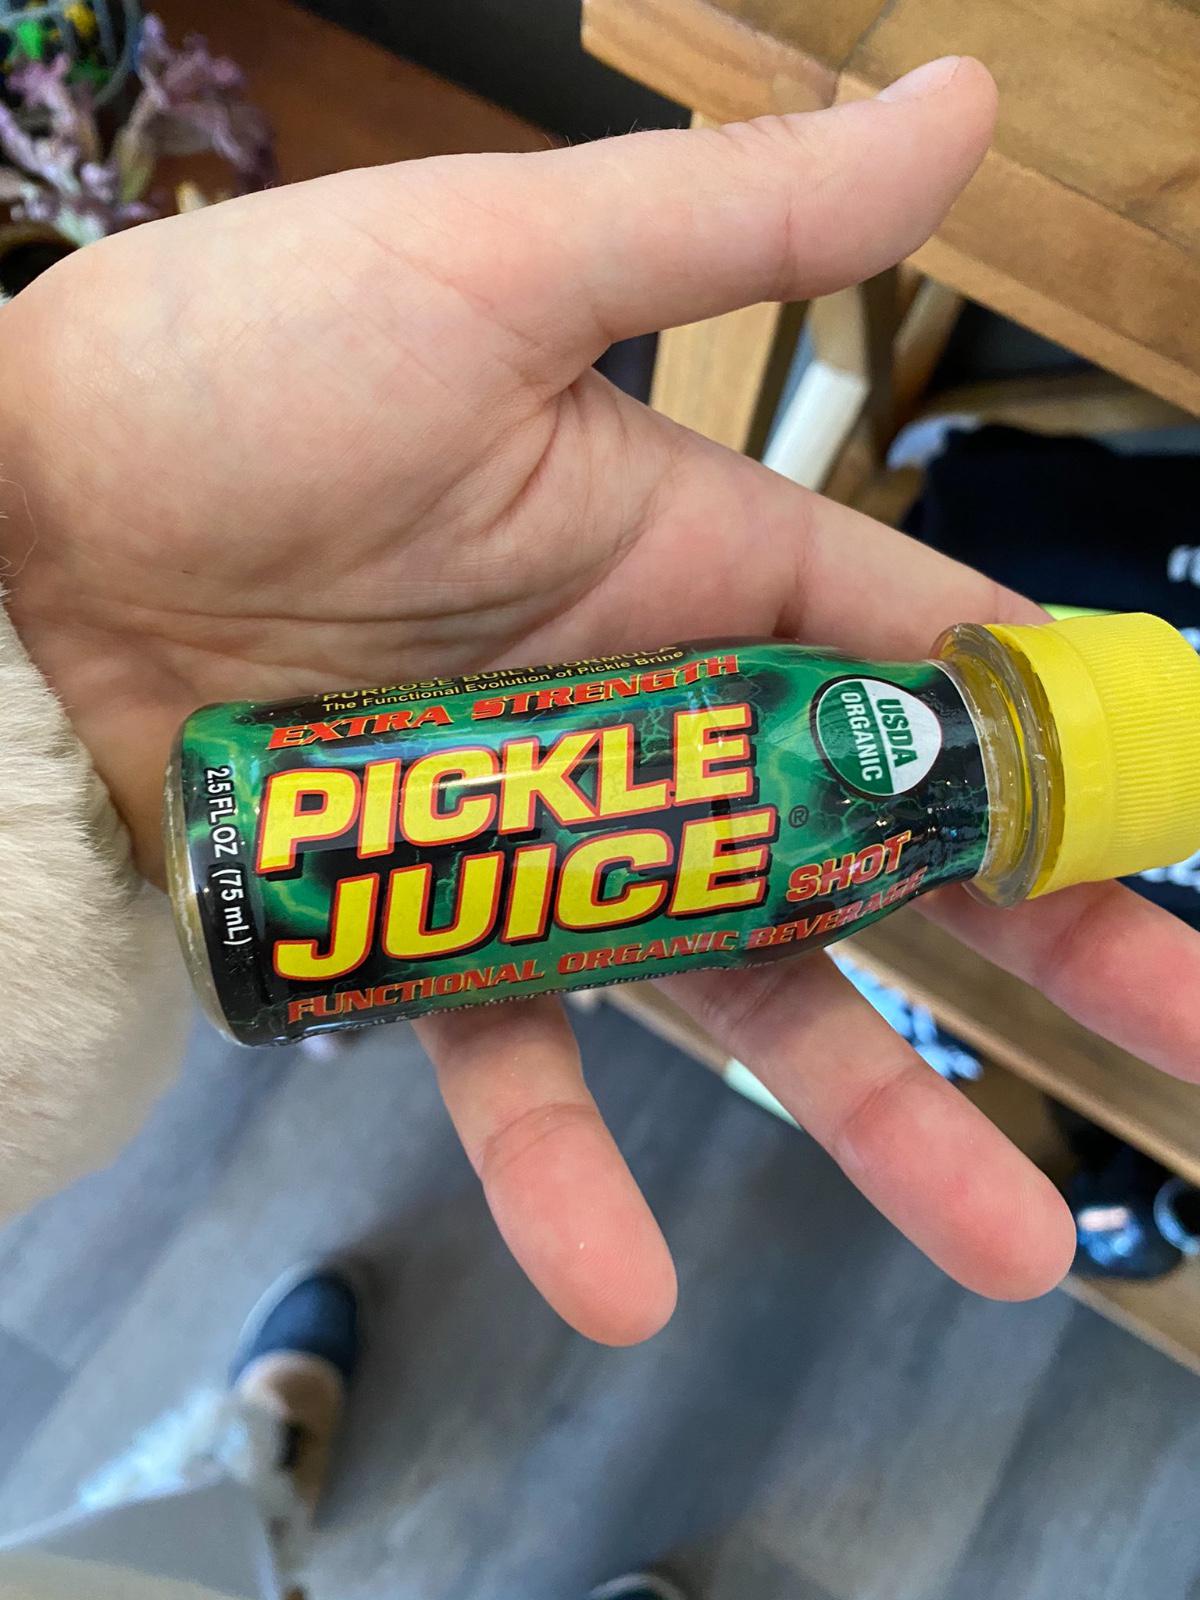 PURPOSE BUILT FORMULA
The Functional Evolution of Pickle Brine
EXTRA STRENGTH
PICKLE
JUICE®
SHOT™
FUNCTIONAL ORGANIC BEVERAGE
2.5 FL OZ (75 mL)
USDA
ORGANIC